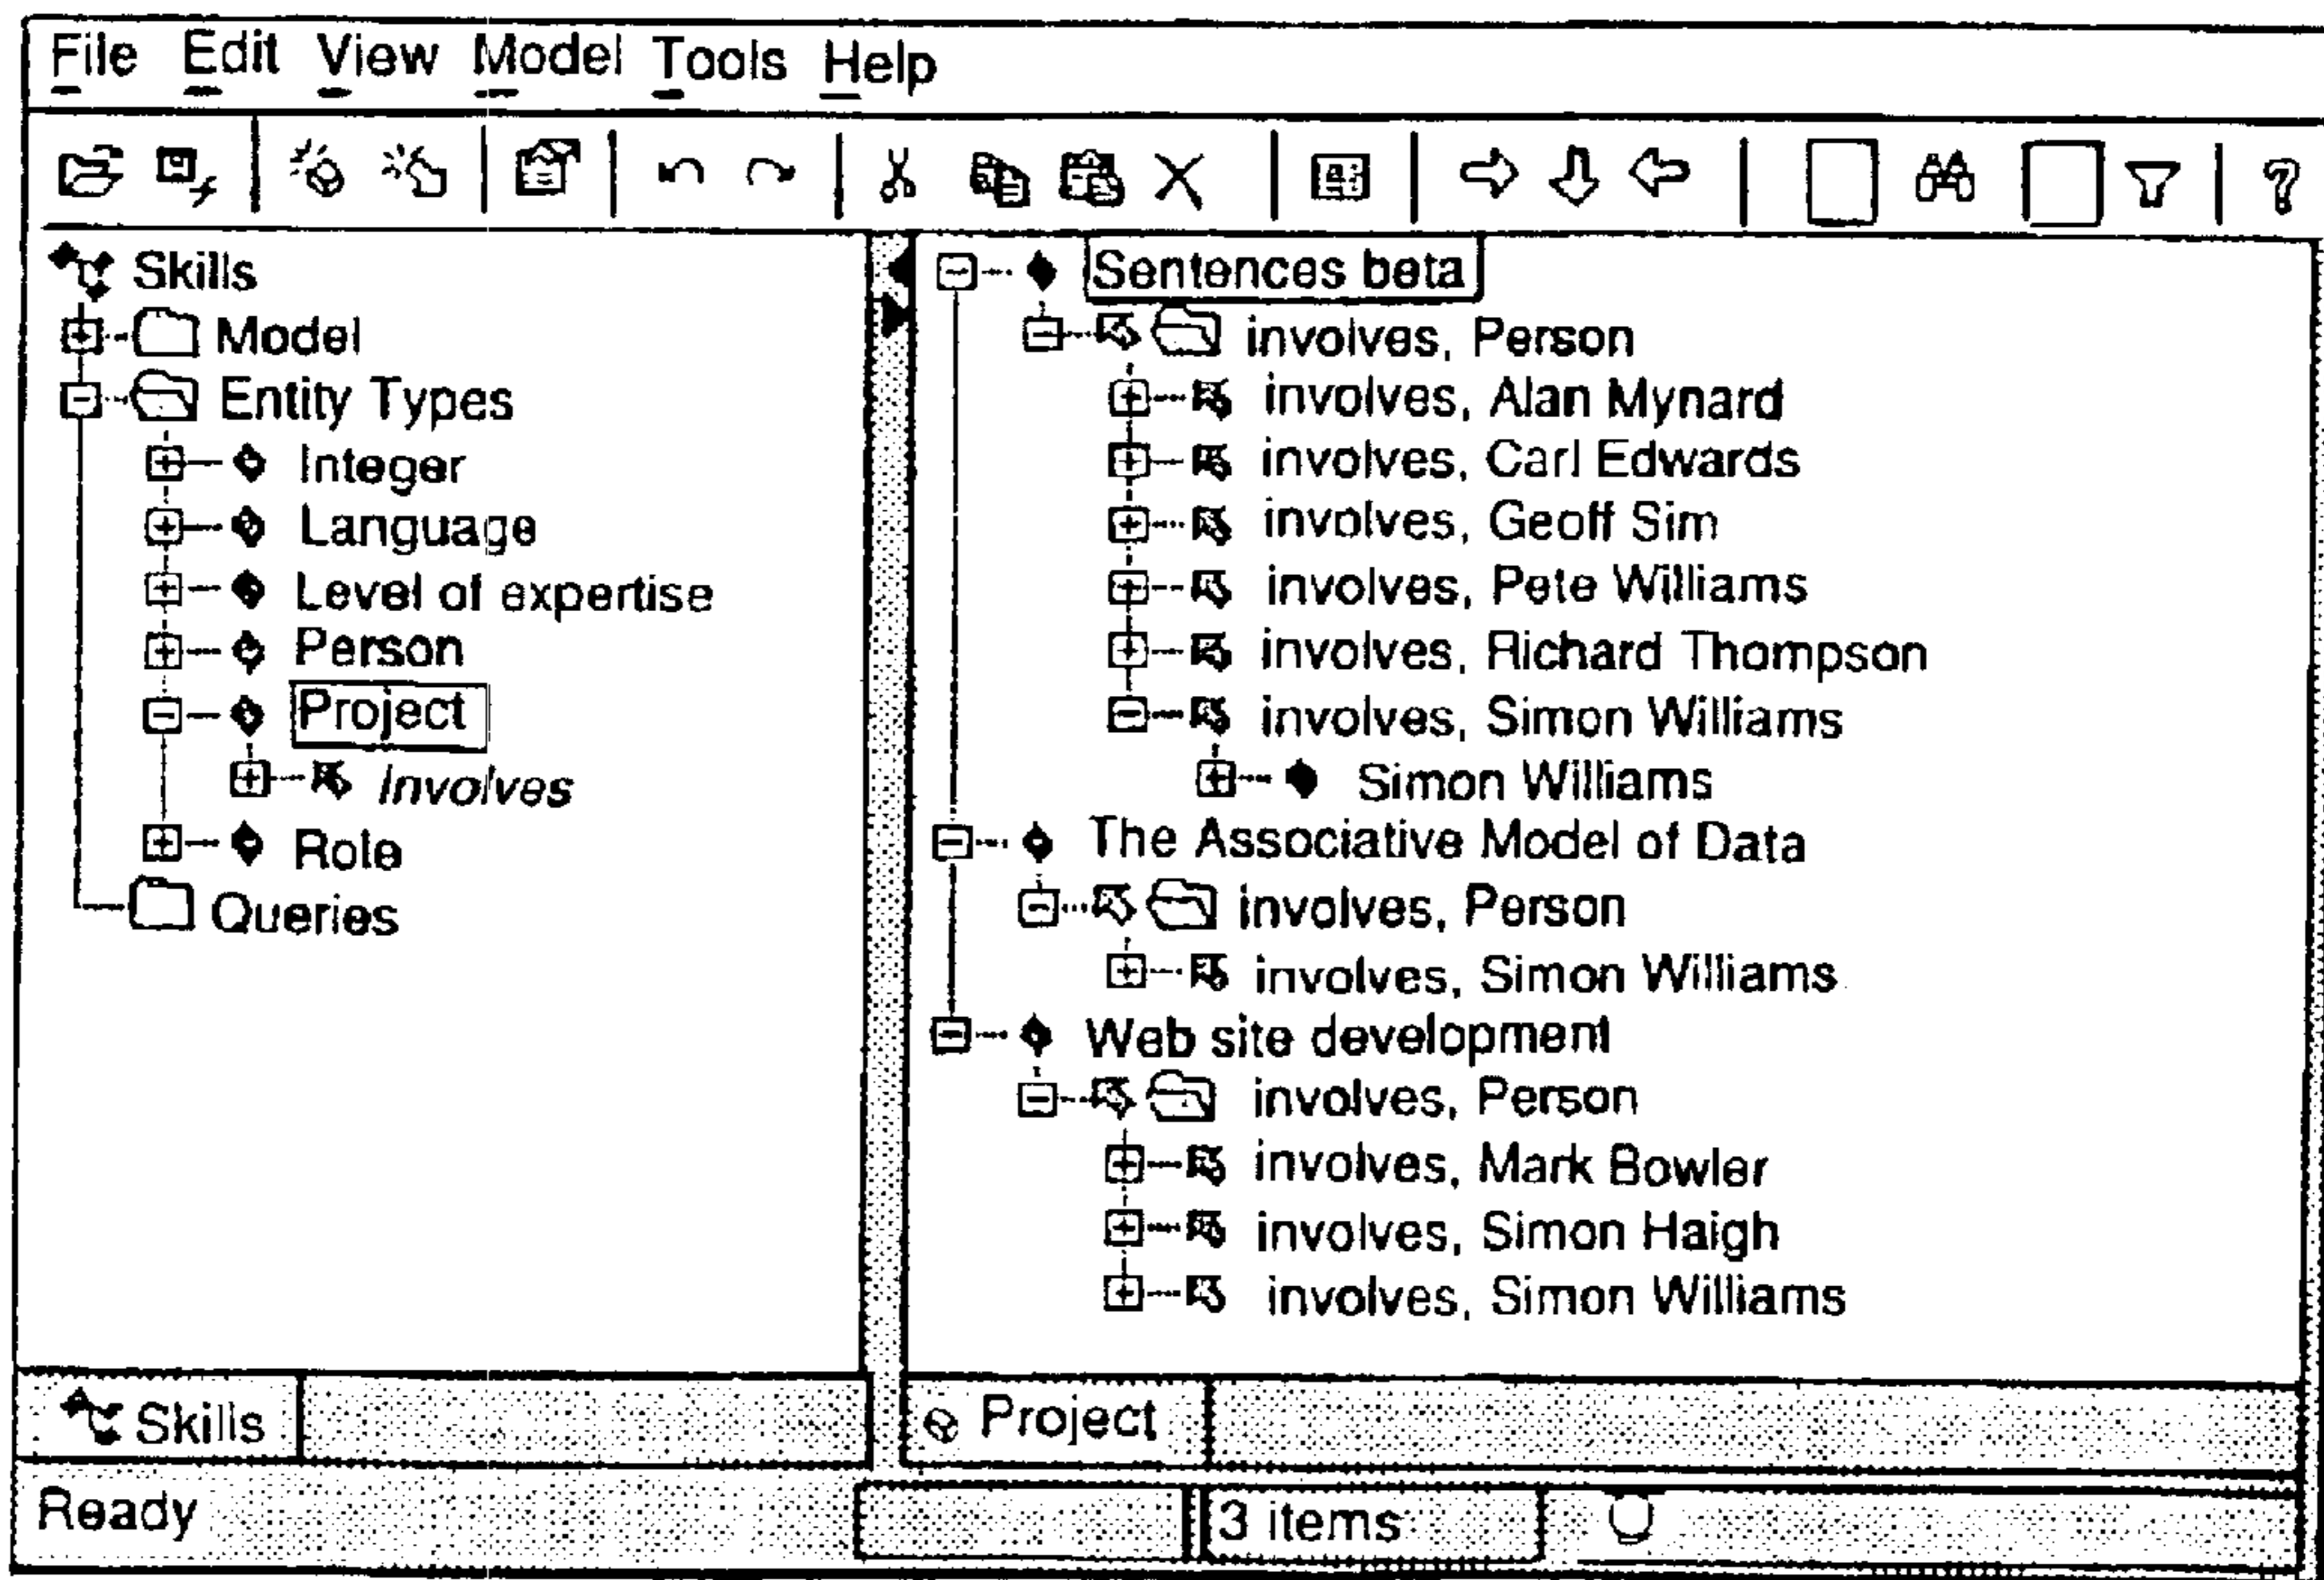 File Edit View Model Tools Help
Skills
Model
Entity Types
Integer
Language
Level of expertise
Person
Project
Involves
Role
Queries
Sentences beta
involves, Person
involves, Alan Mynard
involves, Carl Edwards
involves, Geoff Sim
involves, Pete Williams
involves, Richard Thompson
involves, Simon Williams
Simon Williams
The Associative Model of Data
involves, Person
involves, Simon Williams
Web site development
involves, Person
involves, Mark Bowler
involves, Simon Haigh
involves, Simon Williams
Skills
Project
Ready
3 items